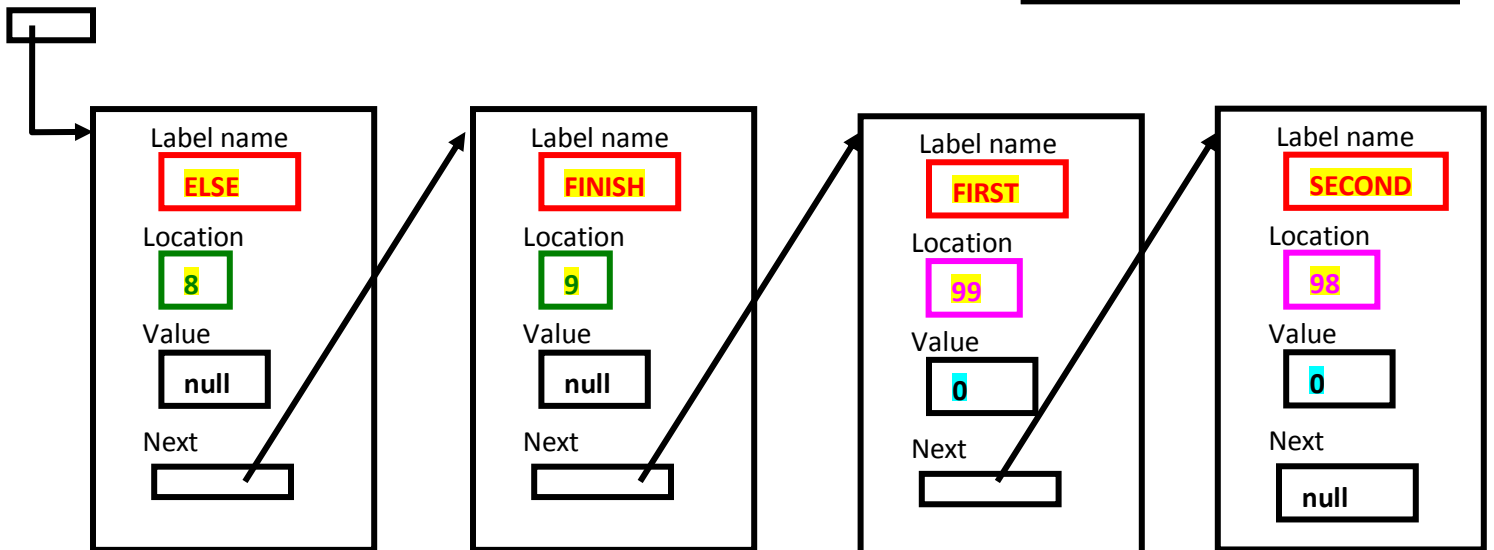 Label name
ELSE
Location
8
Value
null
Next
Label name
FINISH
Location
9
Value
null
Next
Label name
FIRST
Location
99
Value
0
Next
Label name
SECOND
Location
98
Value
0
Next
null